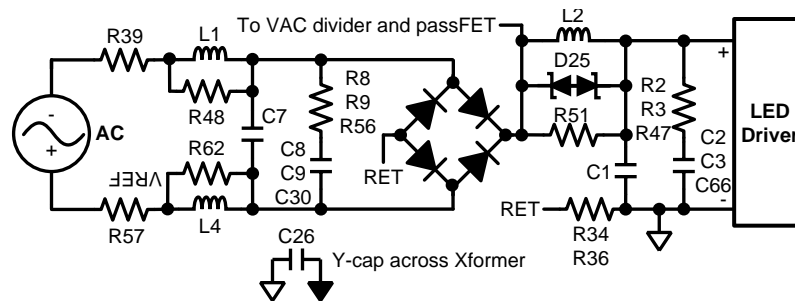 To VAC divider and passFET
L2
R39
L1
D25
+
R8
R9
R56
R2
R3
R47
R48
C7
R51
-
+
AC
LED
Driver
R62
C8
C9
C30
C2
C3
C66
VREF
RET
C1
RET
-
R57
L4
R34
R36
C26
Y-cap across Xformer